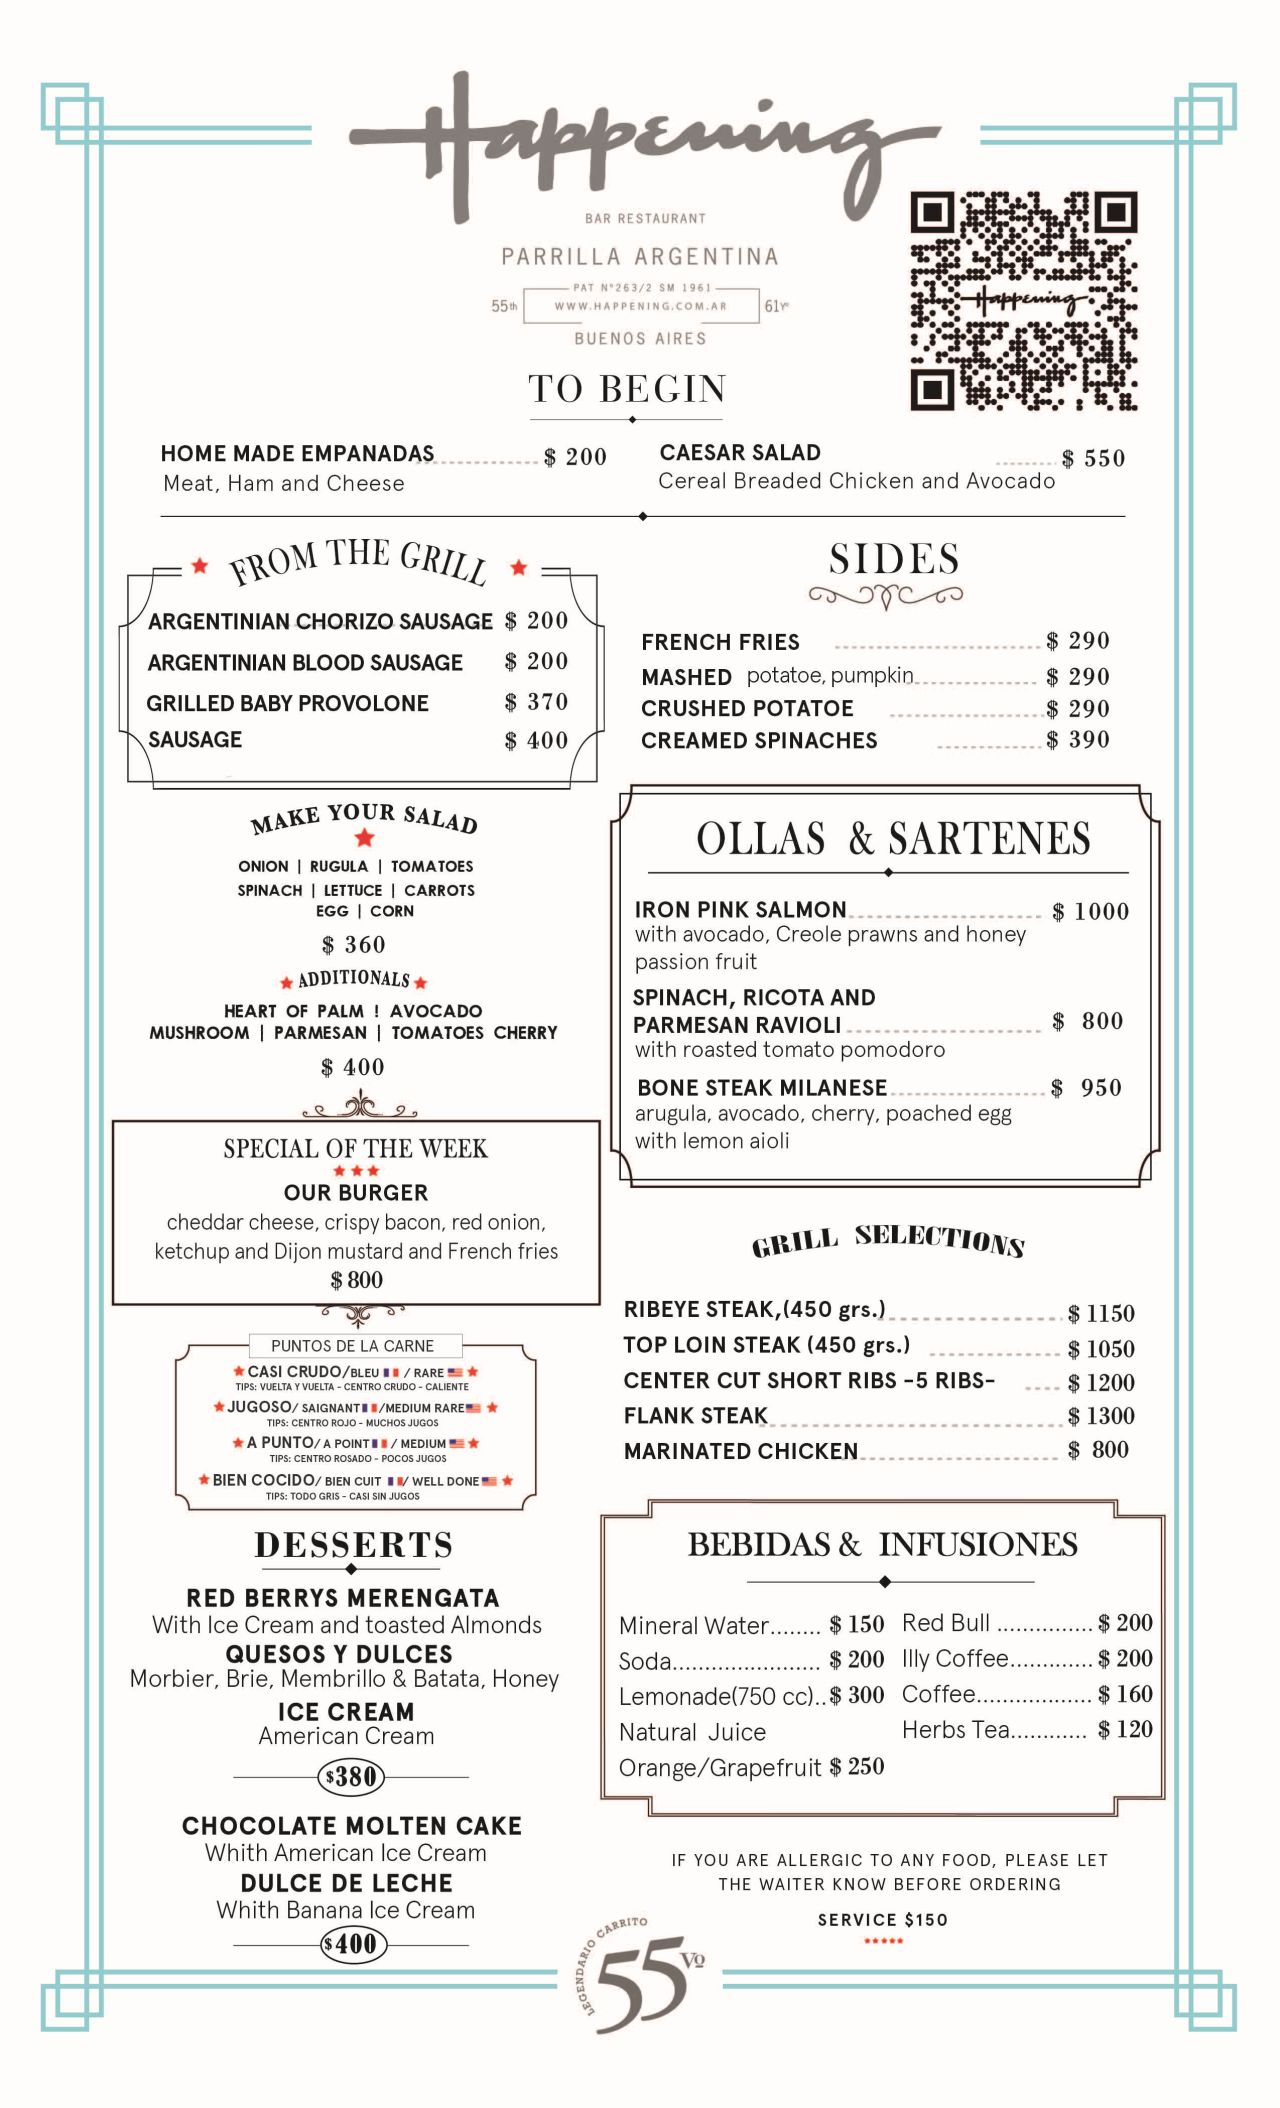 Happening
BAR RESTAURANT
PARRILLA ARGENTINA
PAT N°263/2 SM 1961
55th WWW.HAPPENING.COM.AR 61Yº
BUENOS AIRES
Happening
TO BEGIN
HOME MADE EMPANADAS $ 200
Meat, Ham and Cheese
CAESAR SALAD $ 550
Cereal Breaded Chicken and Avocado
FROM THE GRILL
ARGENTINIAN CHORIZO SAUSAGE $ 200
ARGENTINIAN BLOOD SAUSAGE $ 200
GRILLED BABY PROVOLONE $ 370
SAUSAGE $ 400
SIDES
FRENCH FRIES $ 290
MASHED potatoe, pumpkin $ 290
CRUSHED POTATOE $ 290
CREAMED SPINACHES $ 390
MAKE YOUR SALAD
ONION | RUGULA | TOMATOES
SPINACH | LETTUCE | CARROTS
EGG | CORN
$ 360
ADDITIONALS
HEART OF PALM ! AVOCADO
MUSHROOM | PARMESAN | TOMATOES CHERRY
$ 400
OLLAS & SARTENES
IRON PINK SALMON $ 1000
with avocado, Creole prawns and honey
passion fruit
SPINACH, RICOTA AND
PARMESAN RAVIOLI $ 800
with roasted tomato pomodoro
BONE STEAK MILANESE $ 950
arugula, avocado, cherry, poached egg
with lemon aioli
SPECIAL OF THE WEEK
OUR BURGER
cheddar cheese, crispy bacon, red onion,
ketchup and Dijon mustard and French fries
$ 800
GRILL SELECTIONS
RIBEYE STEAK,(450 grs.) $ 1150
TOP LOIN STEAK (450 grs.) $ 1050
CENTER CUT SHORT RIBS -5 RIBS- $ 1200
FLANK STEAK $ 1300
MARINATED CHICKEN $ 800
PUNTOS DE LA CARNE
CASI CRUDO/BLEU / RARE
TIPS: VUELTA Y VUELTA - CENTRO CRUDO - CALIENTE
JUGOSO/ SAIGNANT /MEDIUM RARE
TIPS: CENTRO ROJO - MUCHOS JUGOS
A PUNTO/ A POINT / MEDIUM
TIPS: CENTRO ROSADO - POCOS JUGOS
BIEN COCIDO/ BIEN CUIT / WELL DONE
TIPS: TODO GRIS - CASI SIN JUGOS
DESSERTS
RED BERRYS MERENGATA
With Ice Cream and toasted Almonds
QUESOS Y DULCES
Morbier, Brie, Membrillo & Batata, Honey
ICE CREAM
American Cream
$380
CHOCOLATE MOLTEN CAKE
Whith American Ice Cream
DULCE DE LECHE
Whith Banana Ice Cream
$400
BEBIDAS & INFUSIONES
Mineral Water........ $ 150
Soda...................... $ 200
Lemonade(750 cc)..$ 300
Natural Juice
Orange/Grapefruit $ 250
Red Bull ..............$ 200
Illy Coffee............$ 200
Coffee.................$ 160
Herbs Tea........... $ 120
IF YOU ARE ALLERGIC TO ANY FOOD, PLEASE LET
THE WAITER KNOW BEFORE ORDERING
SERVICE $150
LEGENDARIO CARRITO
55Vº